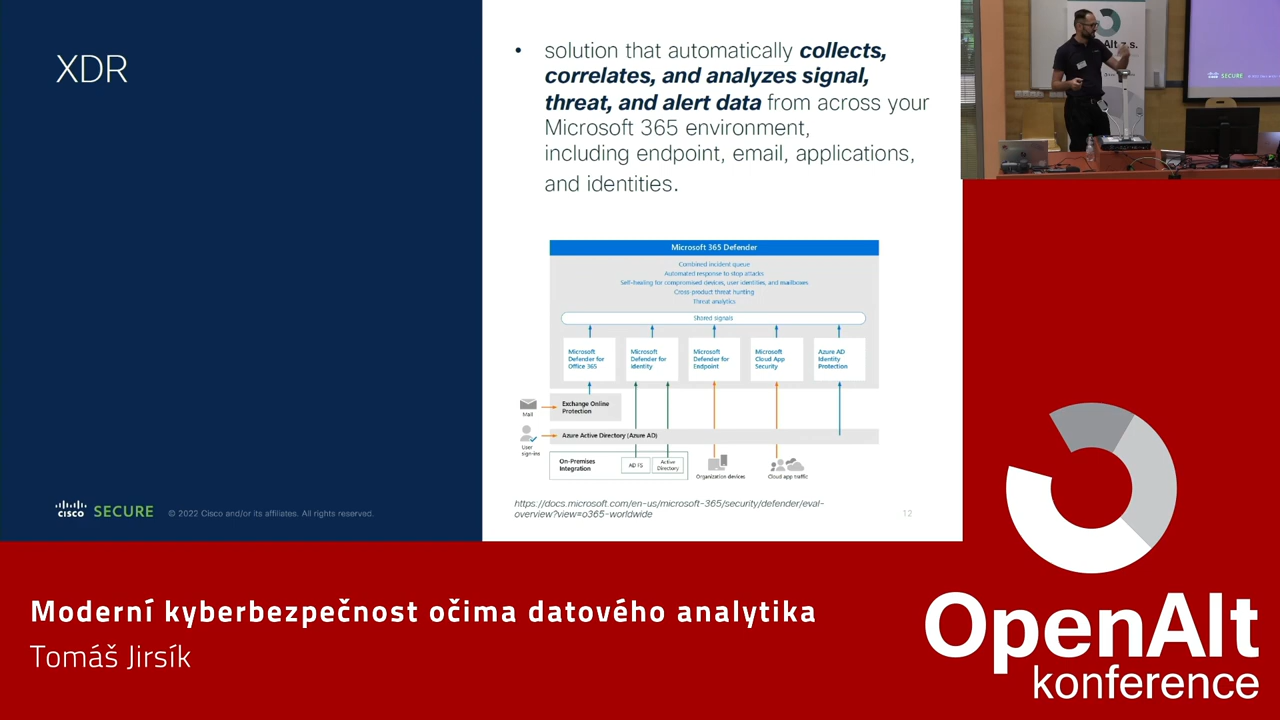 XDR
• solution that automatically collects,
correlates, and analyzes signal,
threat, and alert data from across your
Microsoft 365 environment,
including endpoint, email, applications,
and identities.
Microsoft 365 Defender
Combined incident queue
Automated response to stop attacks
Self-healing for compromised devices, user identities, and mailboxes
Cross-product threat hunting
Threat analytics
Shared signals
Microsoft
Defender for
Office 365
Microsoft
Defender for
Identity
Microsoft
Defender for
Endpoint
Microsoft
Cloud App
Security
Azure AD
Identity
Protection
Mail
Exchange Online
Protection
User
sign-ins
Azure Active Directory (Azure AD)
On-Premises
Integration
AD FS
Active
Directory
Organization devices
Cloud app traffic
https://docs.microsoft.com/en-us/microsoft-365/security/defender/eval-
overview?view=o365-worldwide
cisco SECURE © 2022 Cisco and/or its affiliates. All rights reserved.
12
Moderní kyberbezpečnost očima datového analytika
Tomáš Jirsík
OpenAlt
konference